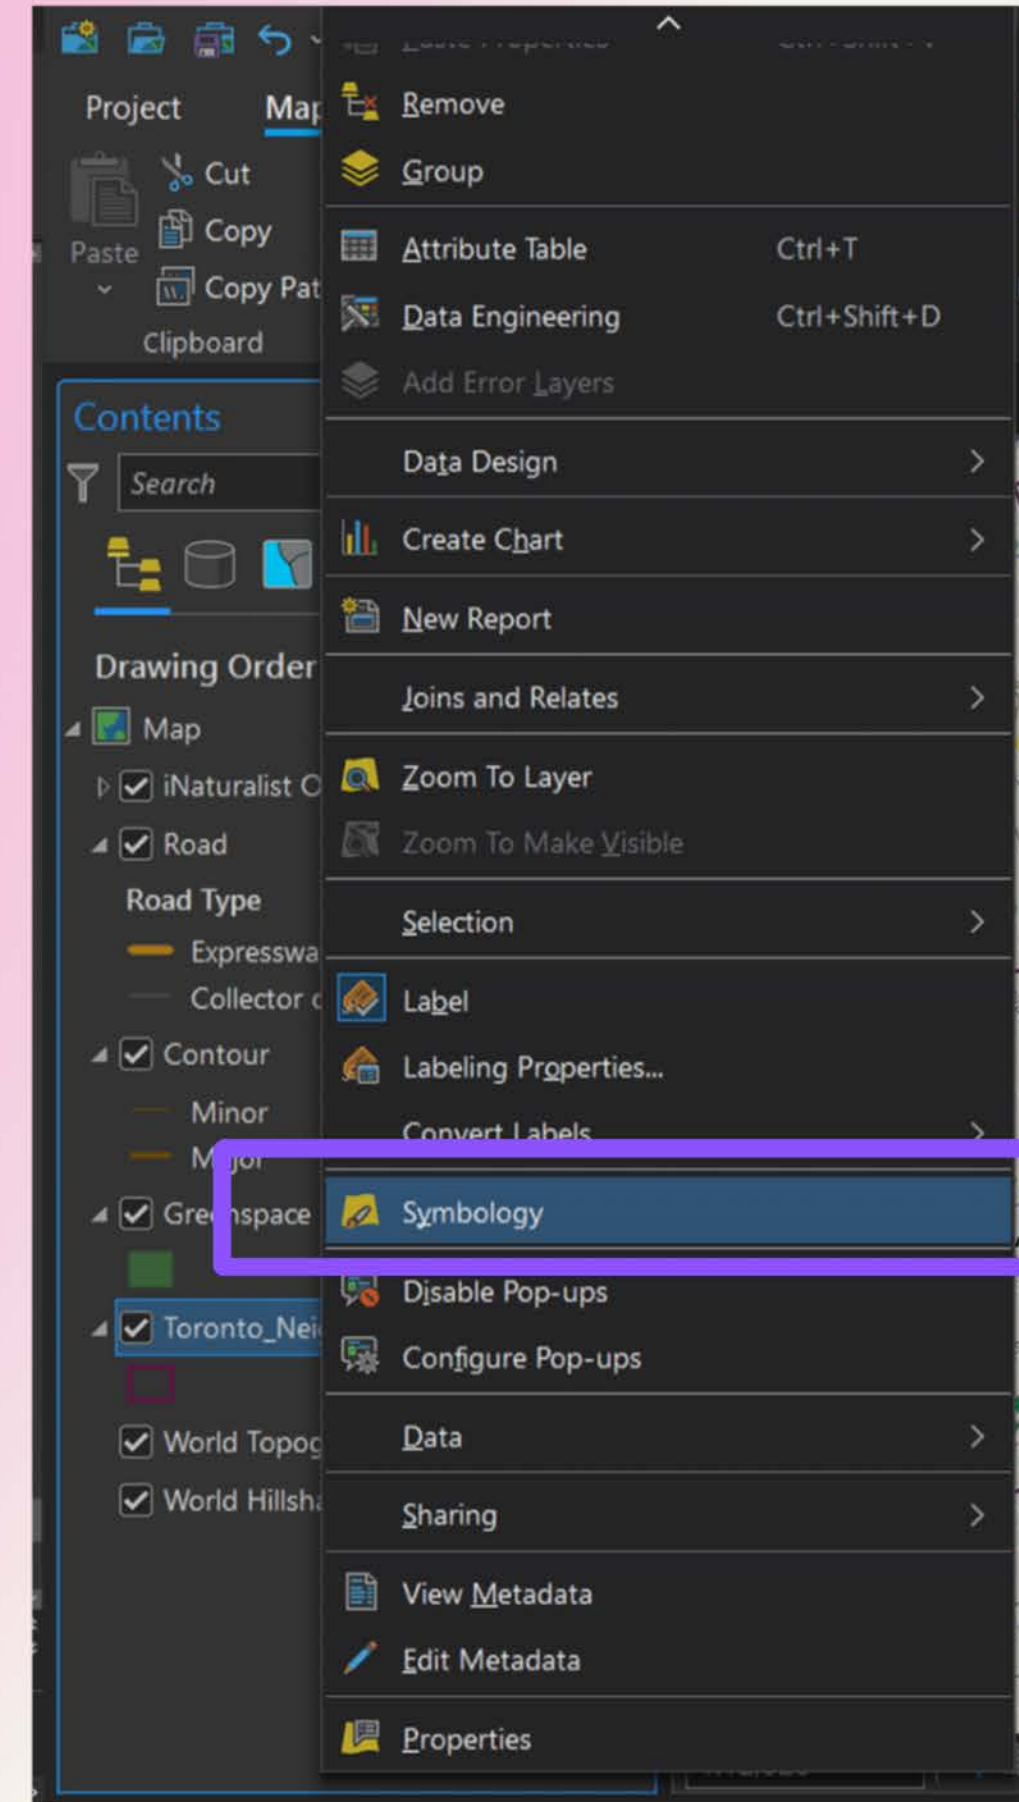 Project
Map
Cut
Copy
Paste
Copy Pat
Clipboard
Contents
Search
Drawing Order
Map
iNaturalist O
Road
Road Type
Expresswa
Collector
Contour
Minor
Major
Greenspace
Toronto_Nei
World Topog
World Hillsha
Remove
Group
Attribute Table Ctrl+T
Data Engineering Ctrl+Shift+D
Add Error Layers
Data Design
Create Chart
New Report
Joins and Relates
Zoom To Layer
Zoom To Make Visible
Selection
Label
Labeling Properties...
Convert Labels
Symbology
Disable Pop-ups
Configure Pop-ups
Data
Sharing
View Metadata
Edit Metadata
Properties